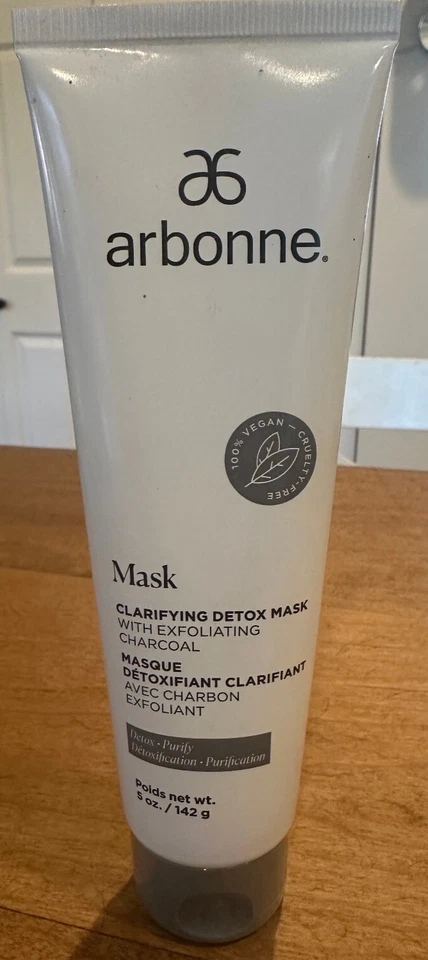 arbonne®
100% VEGAN — CRUELTY-FREE
Mask
CLARIFYING DETOX MASK
WITH EXFOLIATING
CHARCOAL
MASQUE
DÉTOXIFIANT CLARIFIANT
AVEC CHARBON
EXFOLIANT
Detox · Purify
Détoxification · Purification
Poids net wt.
5 oz. / 142 g